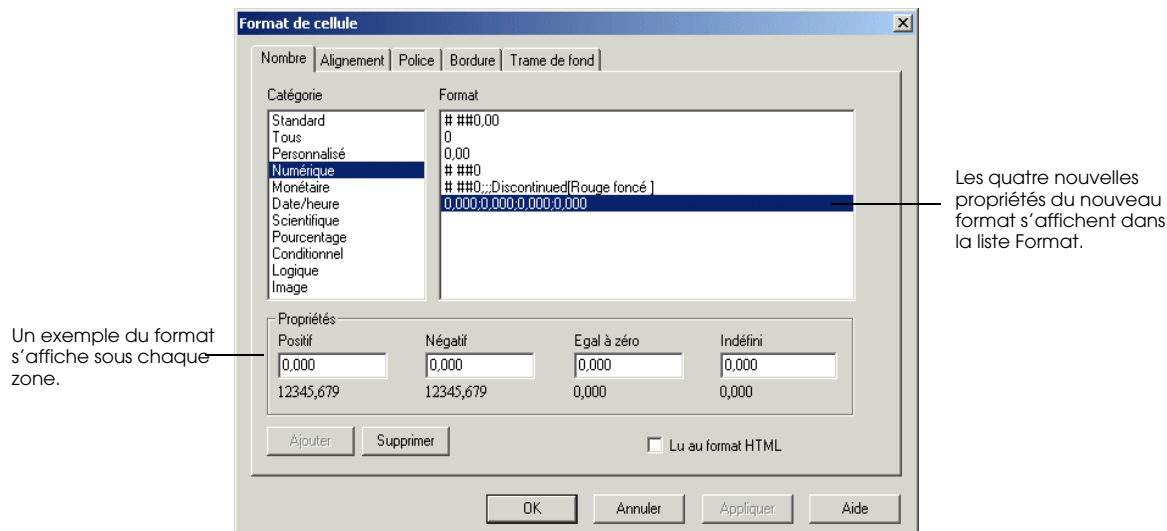 Format de cellule
Nombre Alignement Police Bordure Trame de fond
Catégorie
Standard
Tous
Personnalisé
Numérique
Monétaire
Date/heure
Scientifique
Pourcentage
Conditionnel
Logique
Image
Format
# ##0,00
0
0,00
# ##0
# ##0;;;Discontinued[Rouge foncé ]
0,000;0,000;0,000;0,000
Les quatre nouvelles
propriétés du nouveau
format s’affichent dans
la liste Format.
Un exemple du format
s’affiche sous chaque
zone.
Propriétés
Positif Négatif Egal à zéro Indéfini
0,000 0,000 0,000 0,000
12345,679 12345,679 0,000 0,000
Ajouter Supprimer Lu au format HTML
OK Annuler Appliquer Aide